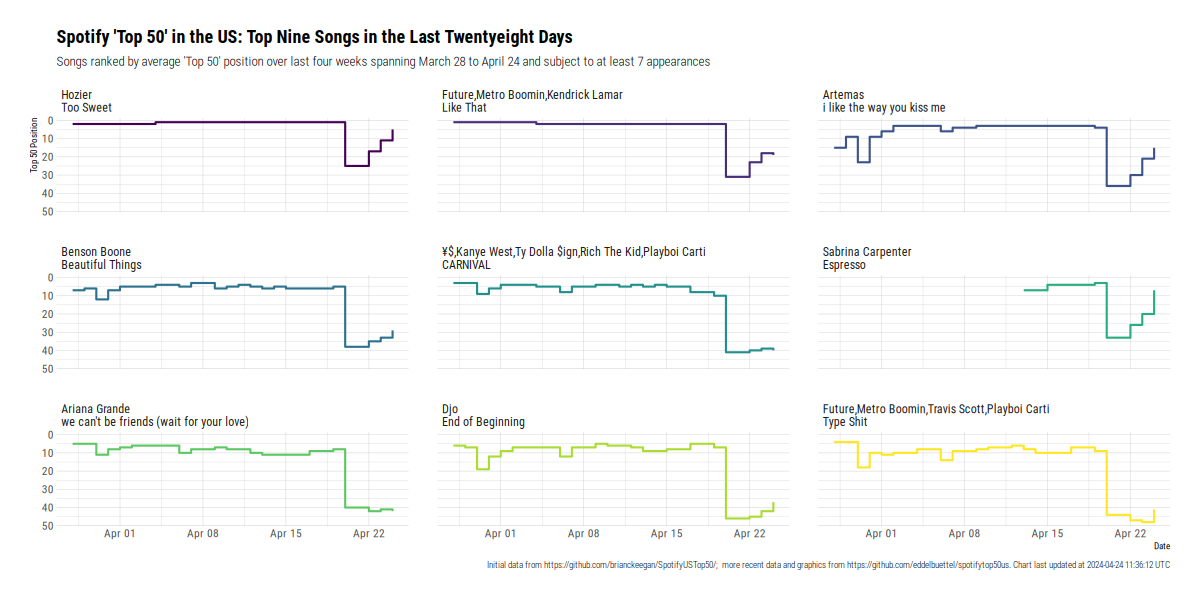 Spotify 'Top 50' in the US: Top Nine Songs in the Last Twentyeight Days
Songs ranked by average 'Top 50' position over last four weeks spanning March 28 to April 24 and subject to at least 7 appearances
Hozier
Too Sweet
Future,Metro Boomin,Kendrick Lamar
Like That
Artemas
i like the way you kiss me
Top 50 Position
0
10
20
30
40
50
Benson Boone
Beautiful Things
¥$,Kanye West,Ty Dolla $ign,Rich The Kid,Playboi Carti
CARNIVAL
Sabrina Carpenter
Espresso
0
10
20
30
40
50
Ariana Grande
we can't be friends (wait for your love)
Djo
End of Beginning
Future,Metro Boomin,Travis Scott,Playboi Carti
Type Shit
0
10
20
30
40
50
Apr 01 Apr 08 Apr 15 Apr 22
Apr 01 Apr 08 Apr 15 Apr 22
Apr 01 Apr 08 Apr 15 Apr 22
Date
Initial data from https://github.com/brianckeegan/SpotifyUSTop50/; more recent data and graphics from https://github.com/eddelbuettel/spotifytop50us. Chart last updated at 2024-04-24 11:36:12 UTC